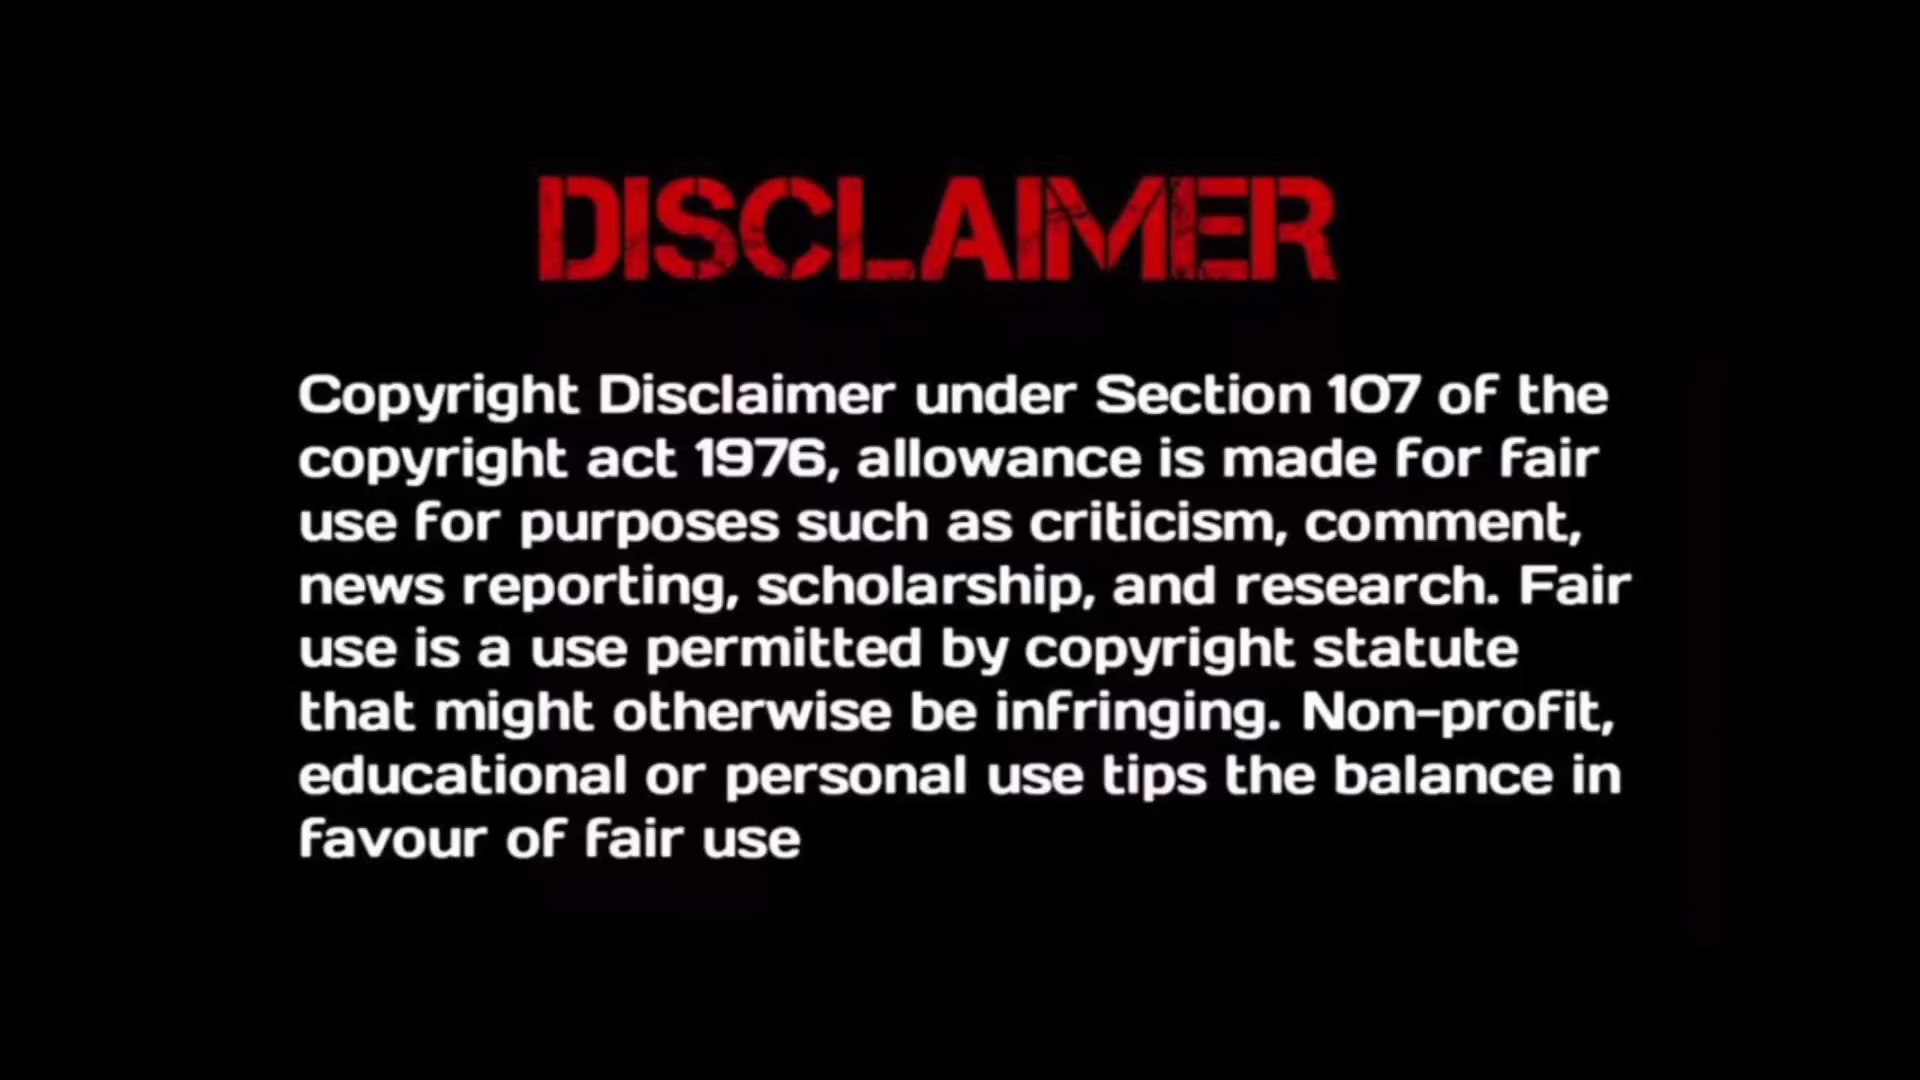 DISCLAIMER
Copyright Disclaimer under Section 107 of the
copyright act 1976, allowance is made for fair
use for purposes such as criticism, comment,
news reporting, scholarship, and research. Fair
use is a use permitted by copyright statute
that might otherwise be infringing. Non-profit,
educational or personal use tips the balance in
favour of fair use